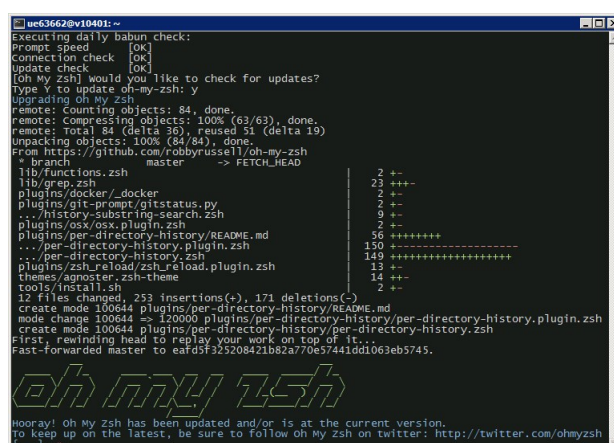 ue63662@v10401: ~
Executing daily babun check:
Prompt speed [OK]
Connection check [OK]
Update check [OK]
[Oh My Zsh] Would you like to check for updates?
Type Y to update oh-my-zsh: y
Upgrading Oh My Zsh
remote: Counting objects: 84, done.
remote: Compressing objects: 100% (63/63), done.
remote: Total 84 (delta 36), reused 51 (delta 19)
Unpacking objects: 100% (84/84), done.
From https://github.com/robbyrussell/oh-my-zsh
* branch master -> FETCH_HEAD
lib/functions.zsh | 2 +-
lib/grep.zsh | 23 +++-
plugins/docker/_docker | 2 +-
plugins/git-prompt/gitstatus.py | 2 +-
.../history-substring-search.zsh | 9 +-
plugins/osx/osx.plugin.zsh | 2 +-
plugins/per-directory-history/README.md | 56 ++++++++
.../per-directory-history.plugin.zsh | 150 +--------------------
.../per-directory-history.zsh | 149 +++++++++++++++++++
plugins/zsh_reload/zsh_reload.plugin.zsh | 13 +-
themes/agnoster.zsh-theme | 14 ++-
tools/install.sh | 2 +-
12 files changed, 253 insertions(+), 171 deletions(-)
create mode 100644 plugins/per-directory-history/README.md
mode change 100644 => 120000 plugins/per-directory-history/per-directory-history.plugin.zsh
create mode 100644 plugins/per-directory-history/per-directory-history.zsh
First, rewinding head to replay your work on top of it...
Fast-forwarded master to eafd5f325208421b82a770e57441dd1063eb5745.
oh my zsh
Hooray! Oh My Zsh has been updated and/or is at the current version.
To keep up on the latest, be sure to follow Oh My Zsh on twitter: http://twitter.com/ohmyzsh